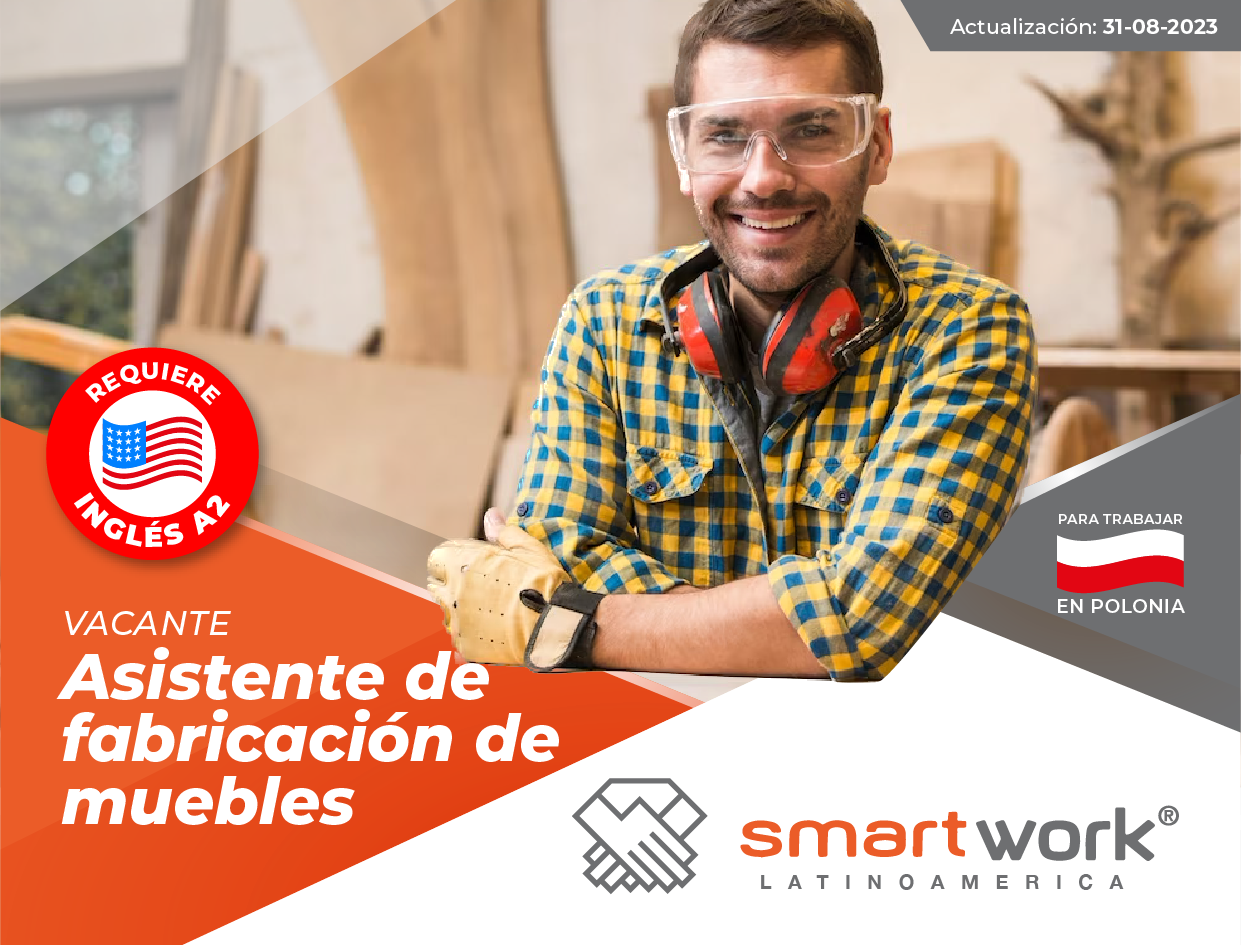 Actualización: 31-08-2023
REQUIERE
INGLÉS A2
PARA TRABAJAR
EN POLONIA
VACANTE
Asistente de
fabricación de
muebles
smartwork®
LATINOAMERICA